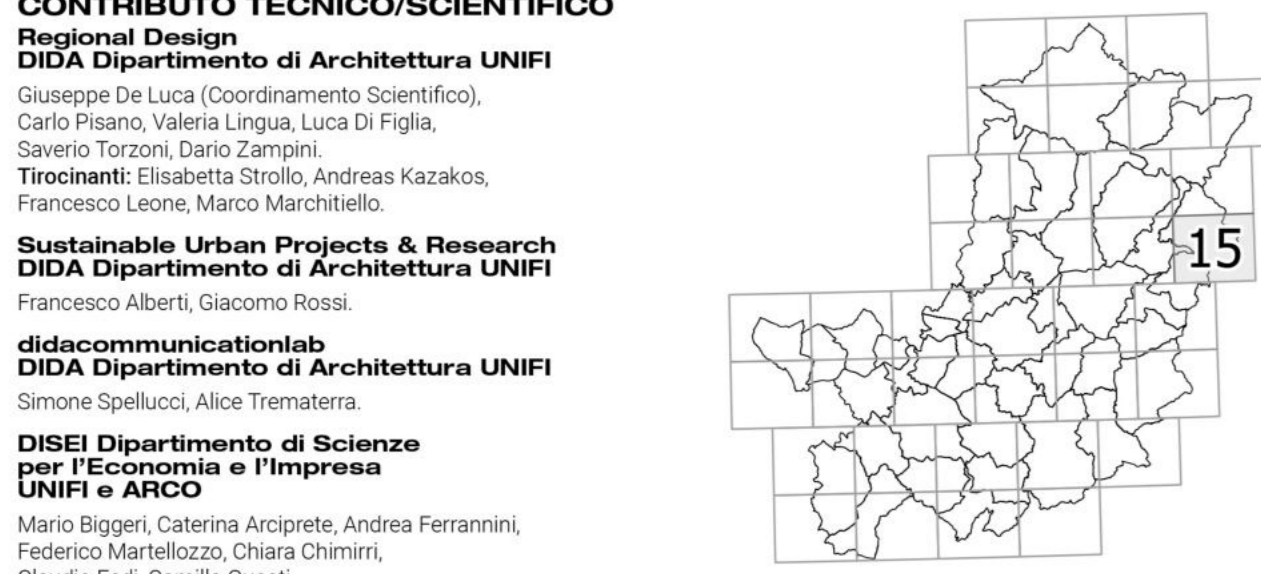 CONTRIBUTO TECNICO/SCIENTIFICO
Regional Design
DIDA Dipartimento di Architettura UNIFI
Giuseppe De Luca (Coordinamento Scientifico),
Carlo Pisano, Valeria Lingua, Luca Di Figlia,
Saverio Torzoni, Dario Zampini.
Tirocinanti: Elisabetta Strollo, Andreas Kazakos,
Francesco Leone, Marco Marchitiello.
Sustainable Urban Projects & Research
DIDA Dipartimento di Architettura UNIFI
Francesco Alberti, Giacomo Rossi.
didacommunicationlab
DIDA Dipartimento di Architettura UNIFI
Simone Spellucci, Alice Trematerra.
DISEI Dipartimento di Scienze
per l'Economia e l'Impresa
UNIFI e ARCO
Mario Biggeri, Caterina Arciprete, Andrea Ferrannini,
Federico Martellozzo, Chiara Chimirri,
15